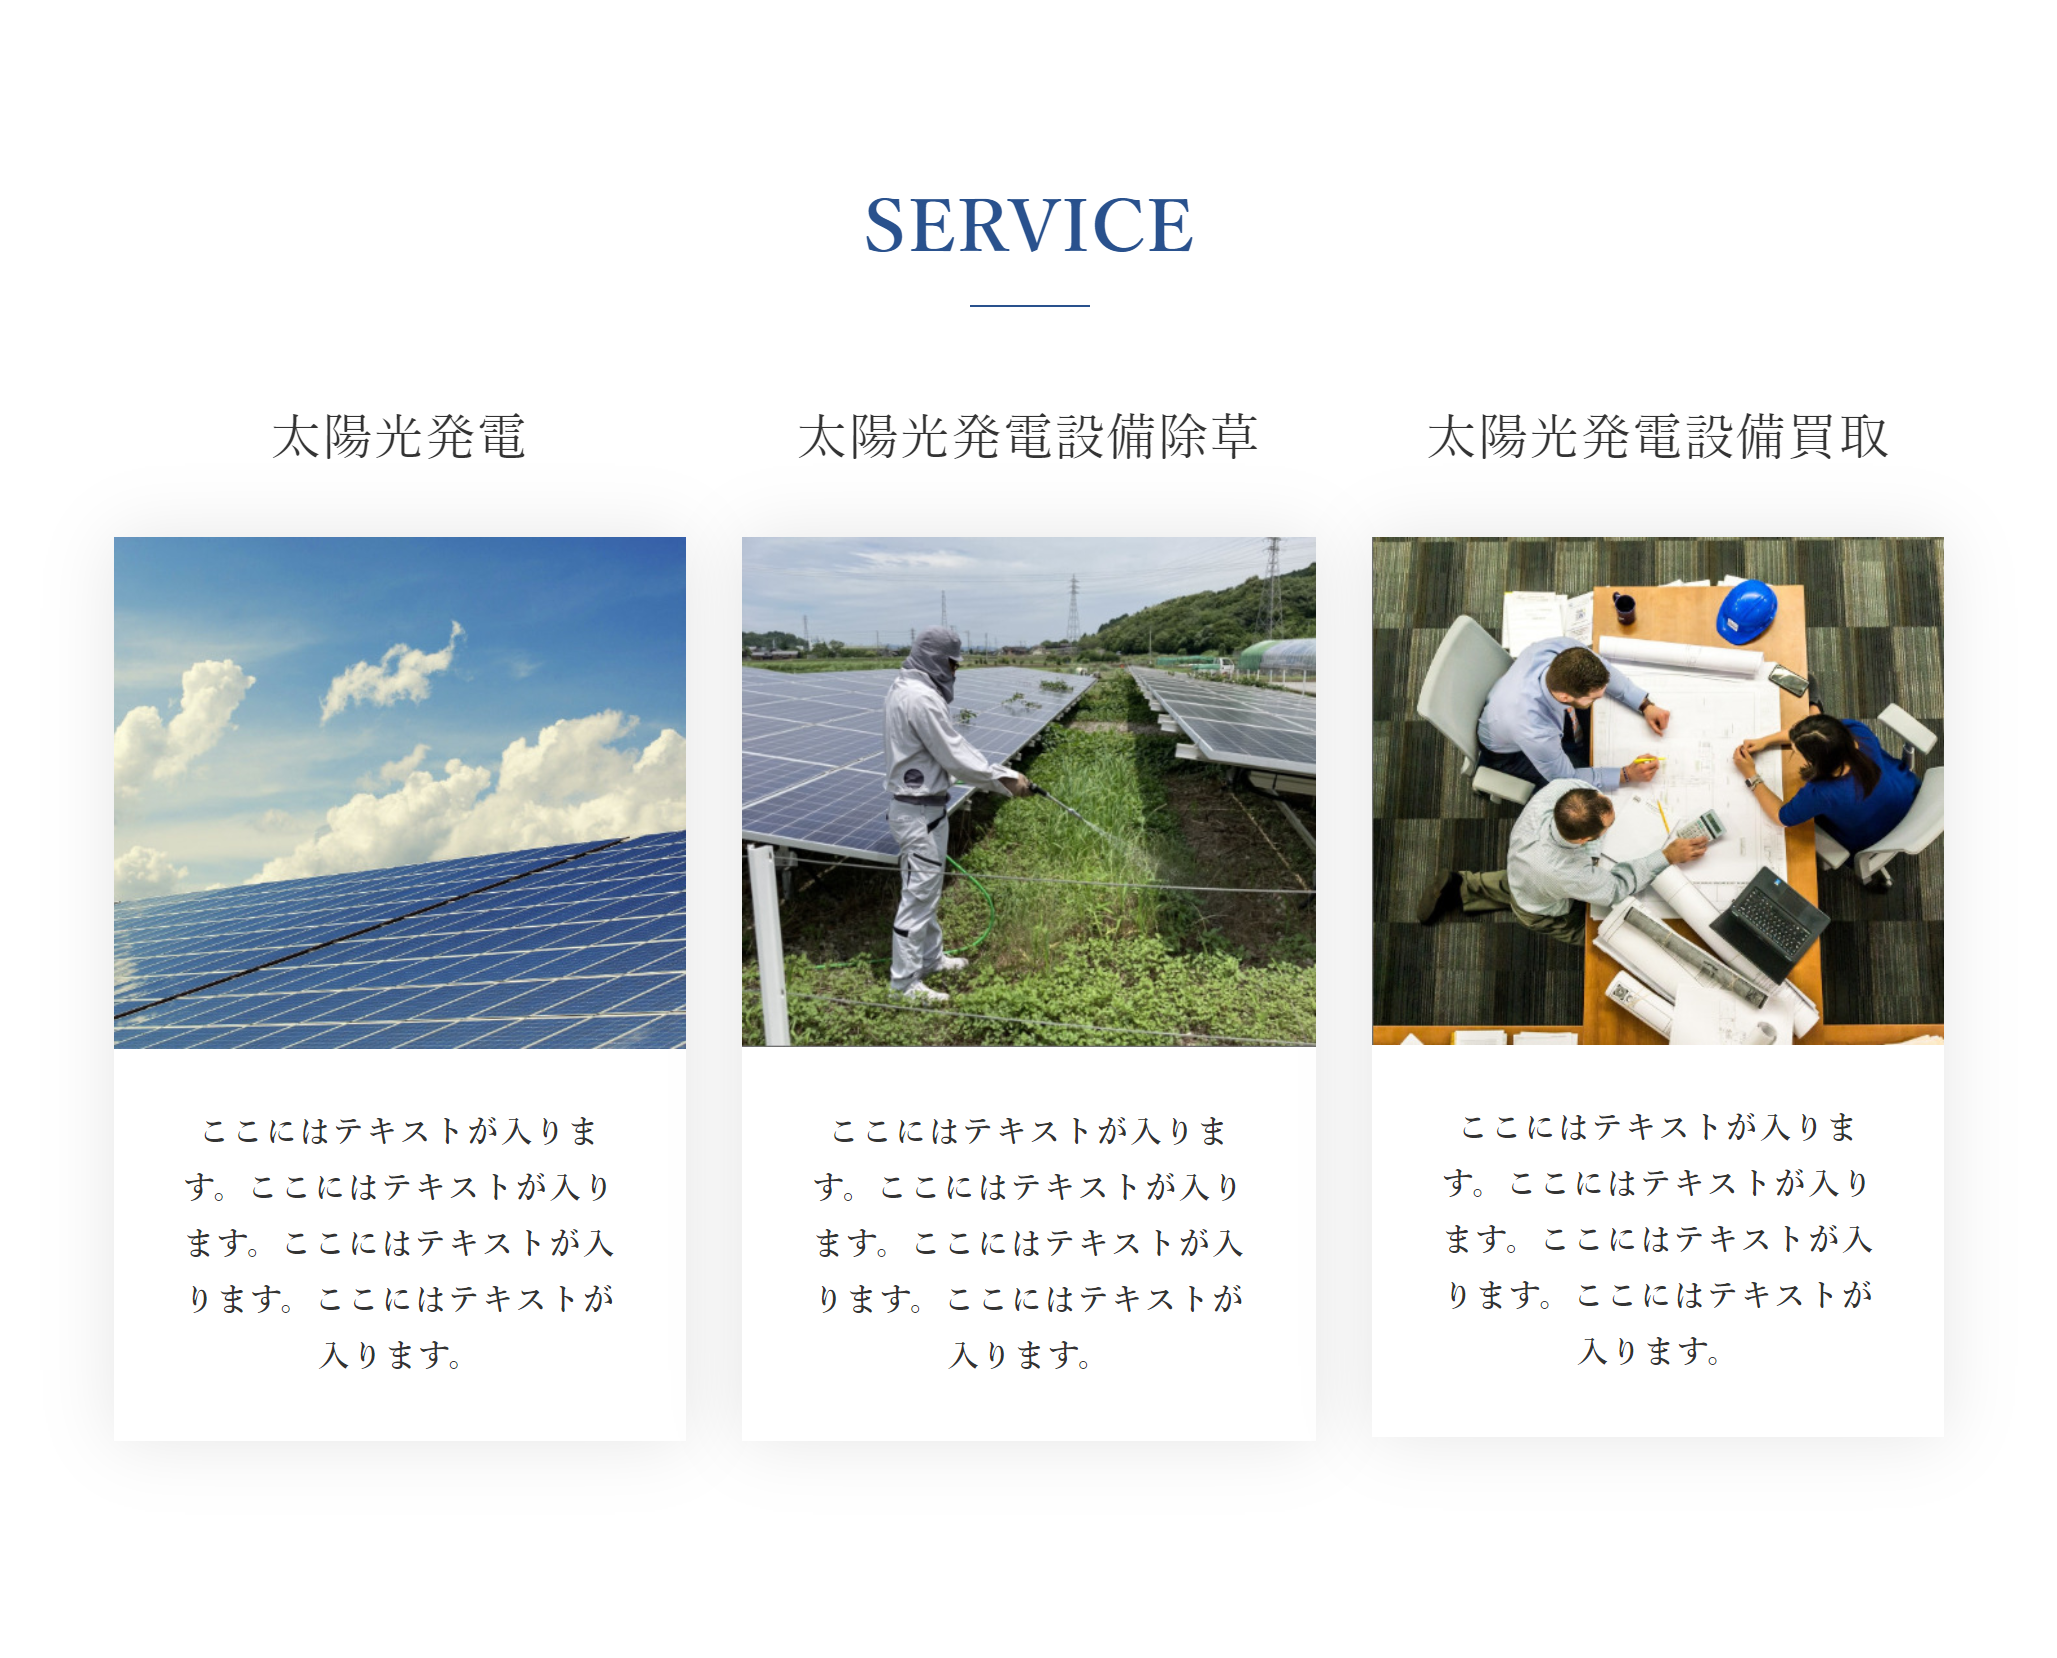 SERVICE
太陽光発電
太陽光発電設備除草
太陽光発電設備買取
ここにはテキストが入りま
す。ここにはテキストが入り
ます。ここにはテキストが入
ります。ここにはテキストが
入ります。
ここにはテキストが入りま
す。ここにはテキストが入り
ます。ここにはテキストが入
ります。ここにはテキストが
入ります。
ここにはテキストが入りま
す。ここにはテキストが入り
ます。ここにはテキストが入
ります。ここにはテキストが
入ります。